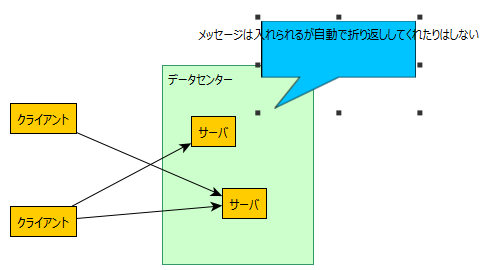 メッセージは入れられるが自動で折り返ししてくれたりはしない
データセンター
クライアント
サーバ
サーバ
クライアント